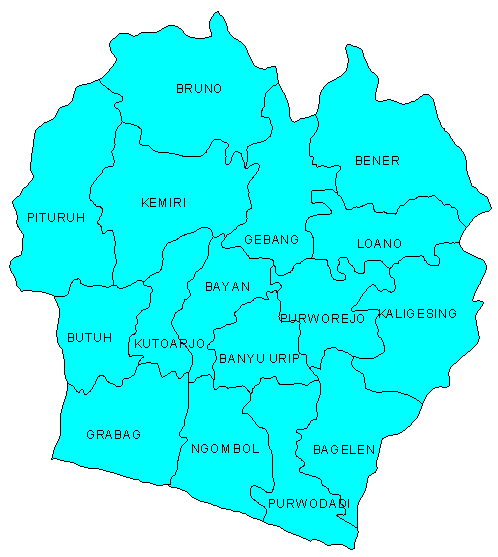 BRUNO
BENER
KEMIRI
PITURUH
GEBANG
LOANO
BAYAN
PURWOREJO
KALIGESING
BUTUH
KUTOARJO
BANYU URIP
GRABAG
NGOMBOL
BAGELEN
PURWODADI